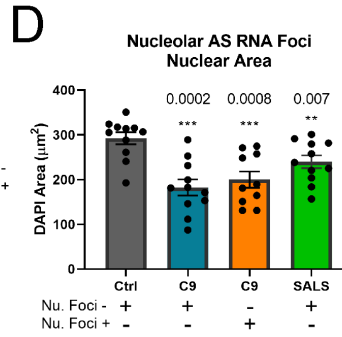 D
Nucleolar AS RNA Foci
Nuclear Area
0.0002 0.0008 0.007
*** *** **
400
300
200
100
0
DAPI Area (μm²)
-
+
Ctrl C9 C9 SALS
Nu. Foci - + + - +
Nu. Foci + - - + -